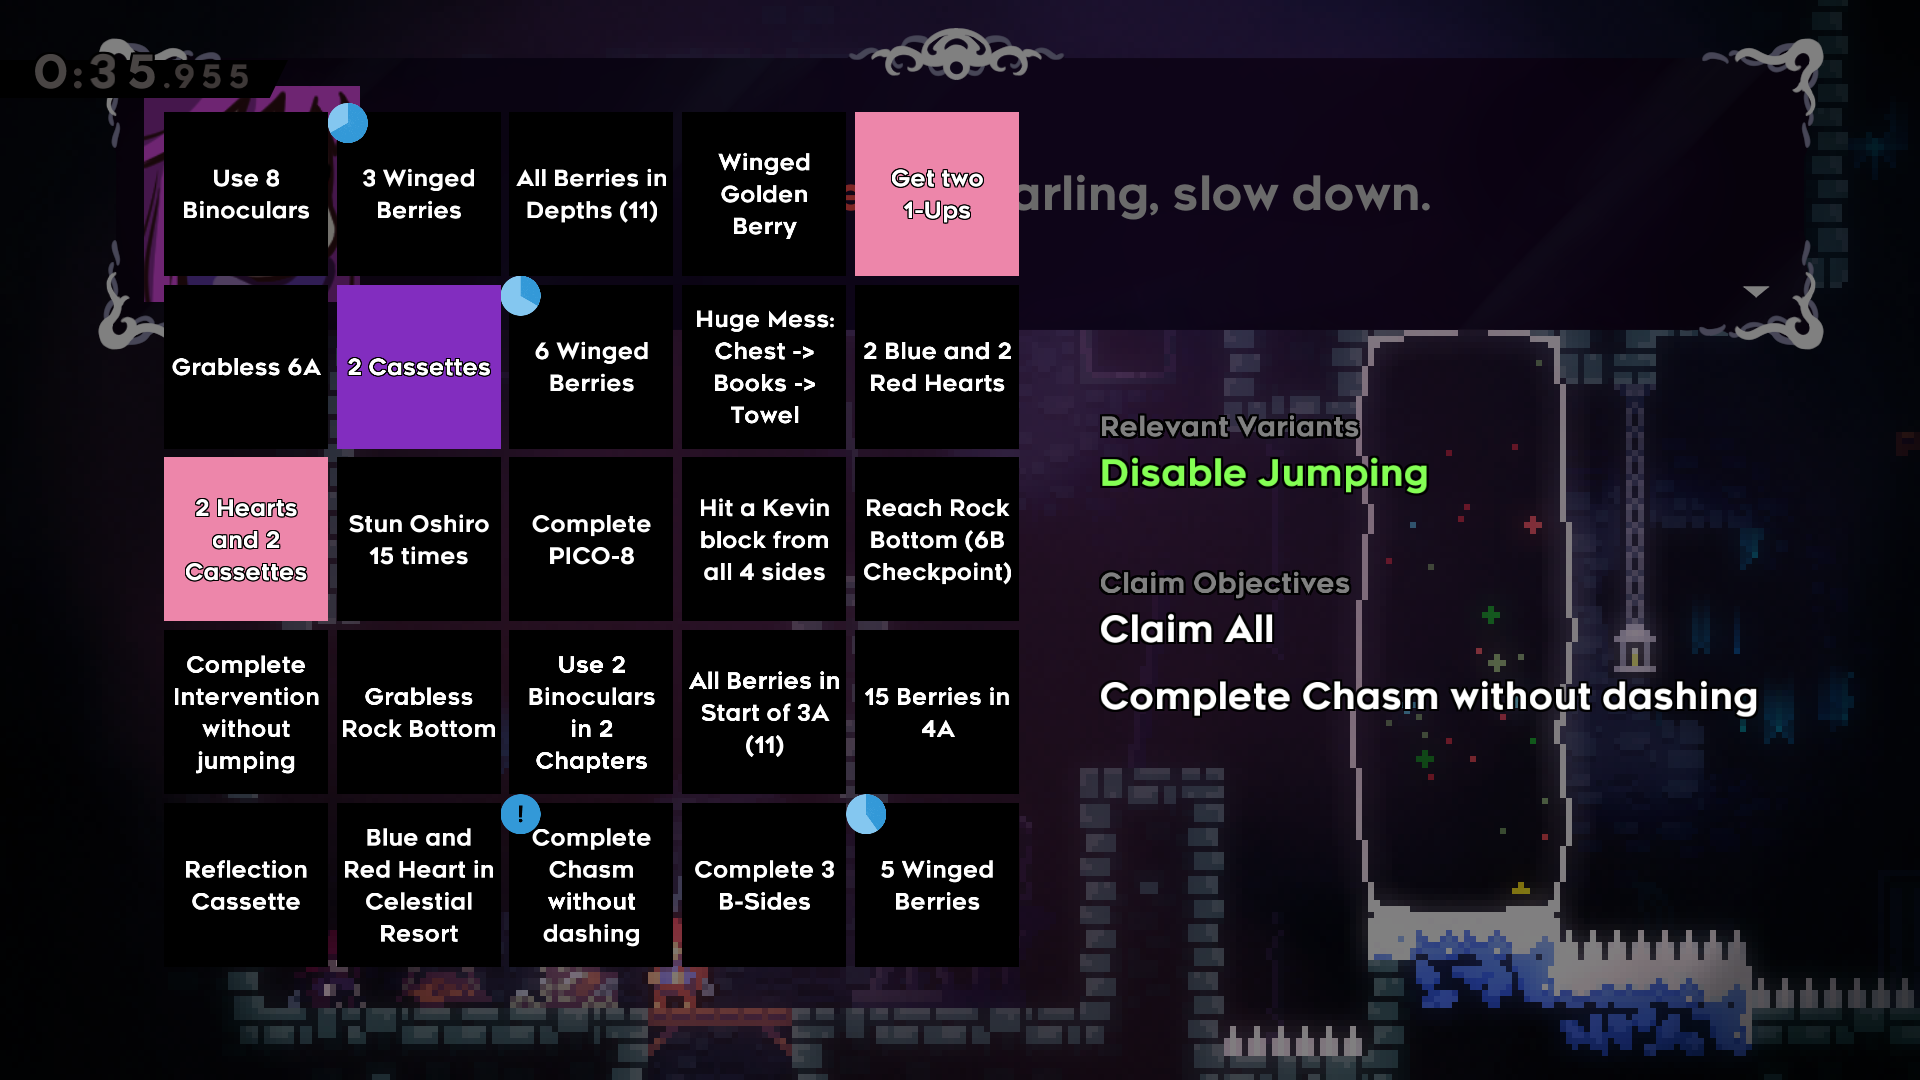 0:35.955
arling, slow down.
Use 8
Binoculars
3 Winged
Berries
All Berries in
Depths (11)
Winged
Golden
Berry
Get two
1-Ups
Grabless 6A
2 Cassettes
6 Winged
Berries
Huge Mess:
Chest ->
Books ->
Towel
2 Blue and 2
Red Hearts
2 Hearts
and 2
Cassettes
Stun Oshiro
15 times
Complete
PICO-8
Hit a Kevin
block from
all 4 sides
Reach Rock
Bottom (6B
Checkpoint)
Complete
Intervention
without
jumping
Grabless
Rock Bottom
Use 2
Binoculars
in 2
Chapters
All Berries in
Start of 3A
(11)
15 Berries in
4A
Reflection
Cassette
Blue and
Red Heart in
Celestial
Resort
!
Complete
Chasm
without
dashing
Complete 3
B-Sides
5 Winged
Berries
Relevant Variants
Disable Jumping
Claim Objectives
Claim All
Complete Chasm without dashing